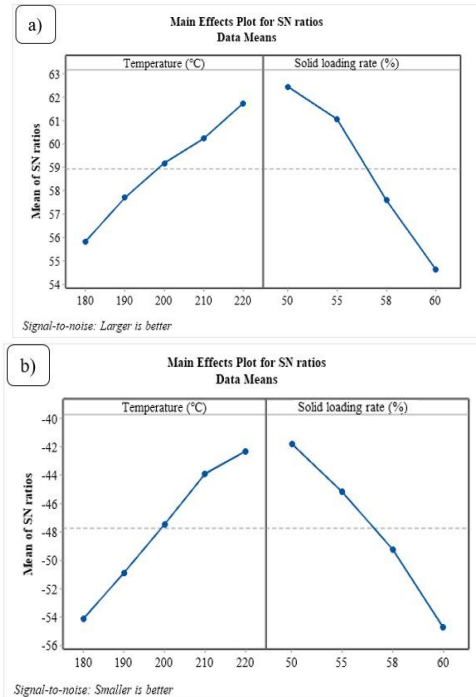 a)
Main Effects Plot for SN ratios
Data Means
Temperature (°C) Solid loading rate (%)
Mean of SN ratios
63
62
61
60
59
58
57
56
55
54
180 190 200 210 220 50 55 58 60
Signal-to-noise: Larger is better
b)
Main Effects Plot for SN ratios
Data Means
Temperature (°C) Solid loading rate (%)
Mean of SN ratios
-40
-42
-44
-46
-48
-50
-52
-54
-56
180 190 200 210 220 50 55 58 60
Signal-to-noise: Smaller is better